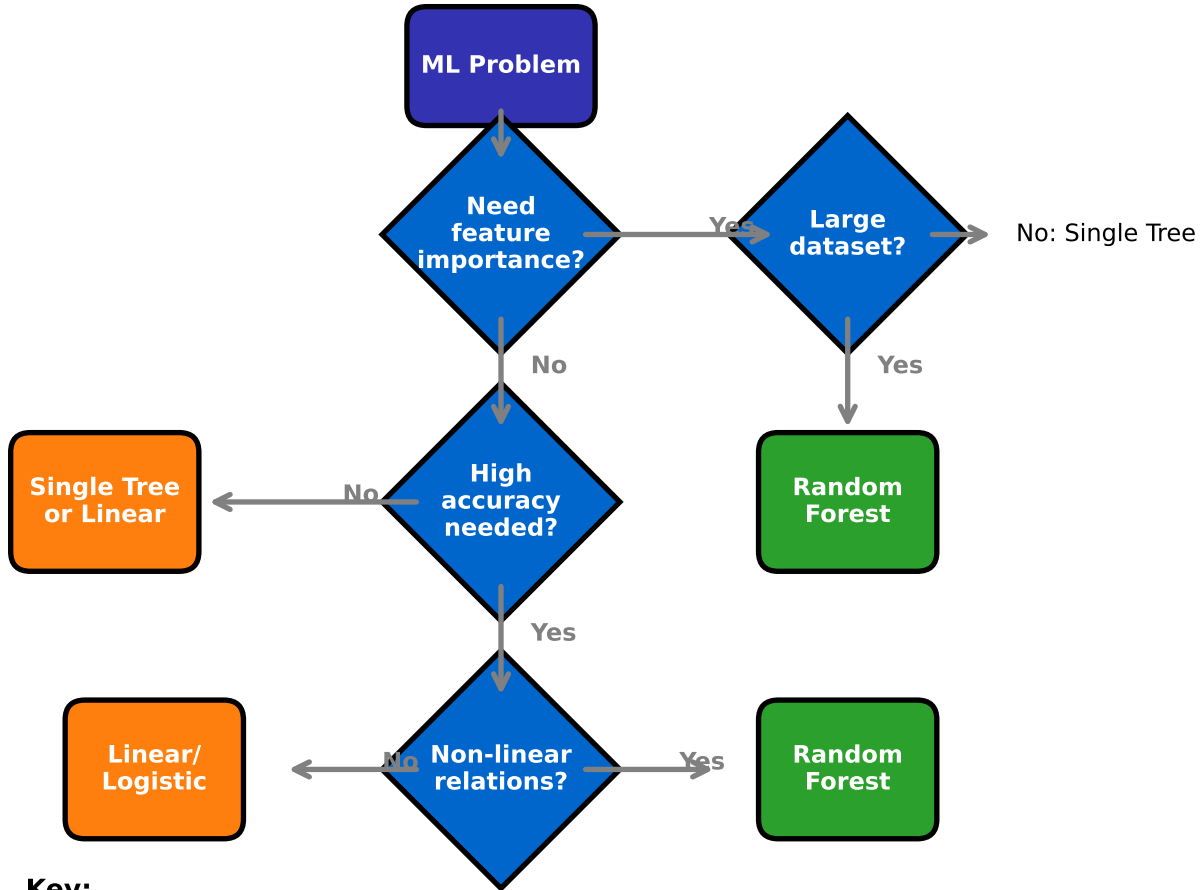 ML Problem
Need
feature
importance?
Yes
Large
dataset?
No: Single Tree
No
Yes
High
accuracy
needed?
No
Single Tree
or Linear
Random
Forest
Yes
Non-linear
relations?
No
Linear/
Logistic
Yes
Random
Forest
Key: